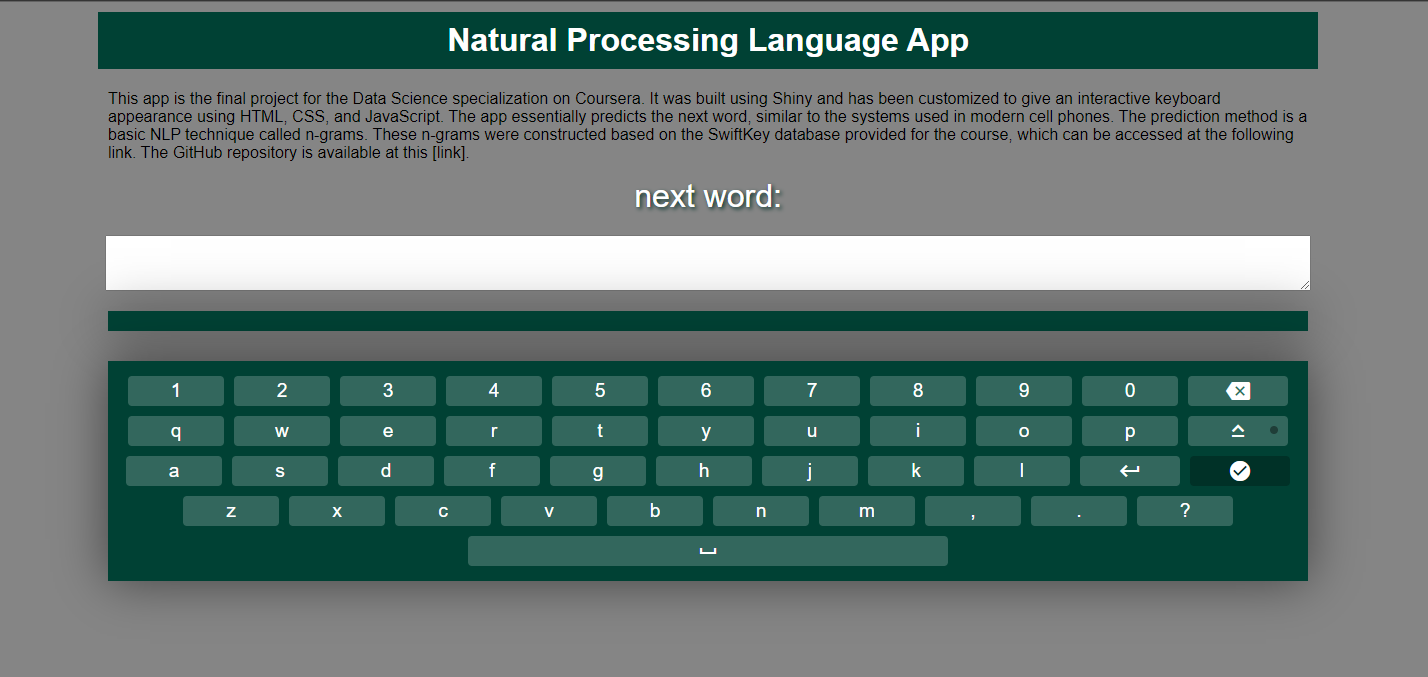 Natural Processing Language App
This app is the final project for the Data Science specialization on Coursera. It was built using Shiny and has been customized to give an interactive keyboard
appearance using HTML, CSS, and JavaScript. The app essentially predicts the next word, similar to the systems used in modern cell phones. The prediction method is a
basic NLP technique called n-grams. These n-grams were constructed based on the SwiftKey database provided for the course, which can be accessed at the following
link. The GitHub repository is available at this [link].
next word:
1 2 3 4 5 6 7 8 9 0
q w e r t y u i o p
a s d f g h j k l
z x c v b n m , . ?